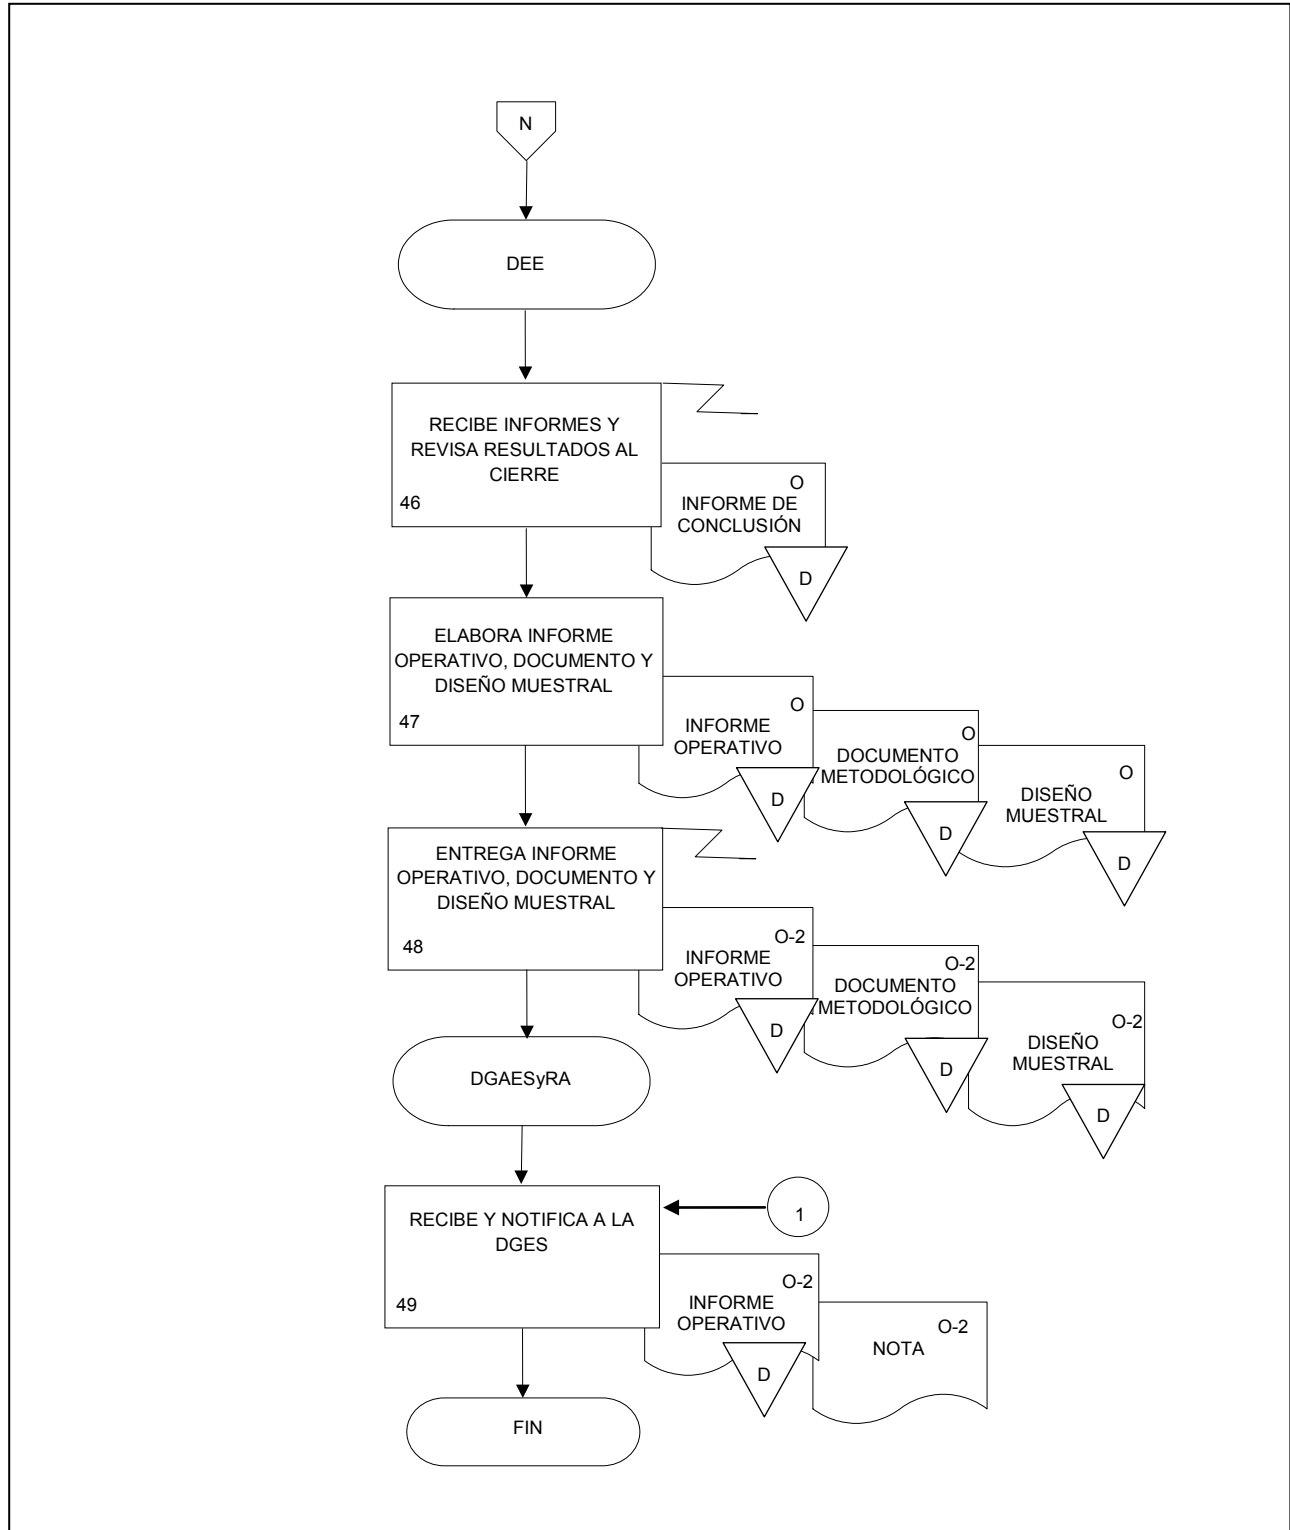 N
DEE
RECIBE INFORMES Y
REVISA RESULTADOS AL
CIERRE
46
O
INFORME DE
CONCLUSIÓN
D
ELABORA INFORME
OPERATIVO, DOCUMENTO Y
DISEÑO MUESTRAL
47
O
INFORME
OPERATIVO
D
O
DOCUMENTO
METODOLÓGICO
D
O
DISEÑO
MUESTRAL
D
ENTREGA INFORME
OPERATIVO, DOCUMENTO Y
DISEÑO MUESTRAL
48
O-2
INFORME
OPERATIVO
D
O-2
DOCUMENTO
METODOLÓGICO
D
O-2
DISEÑO
MUESTRAL
D
DGAESyRA
RECIBE Y NOTIFICA A LA
DGES
49
1
O-2
INFORME
OPERATIVO
D
O-2
NOTA
FIN